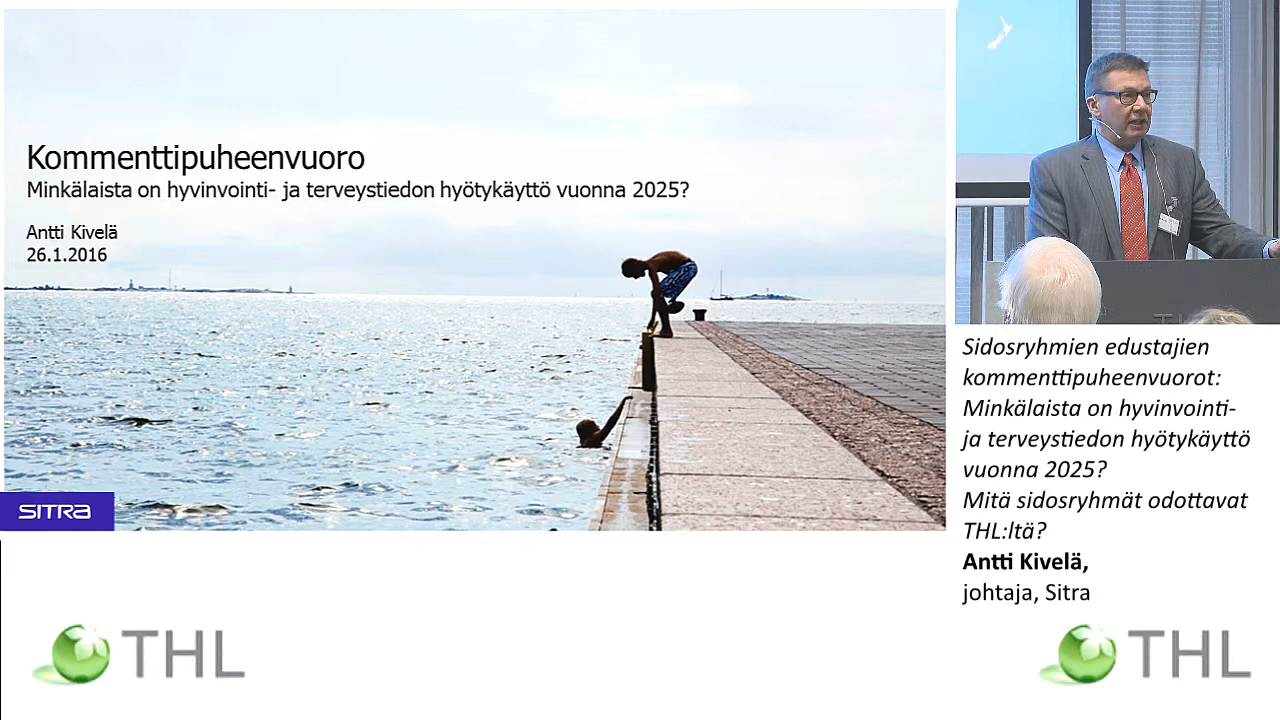 Kommenttipuheenvuoro
Minkälaista on hyvinvointi- ja terveystiedon hyötykäyttö vuonna 2025?
Antti Kivelä
26.1.2016
SITRA
Sidosryhmien edustajien
kommenttipuheenvuorot:
Minkälaista on hyvinvointi-
ja terveystiedon hyötykäyttö
vuonna 2025?
Mitä sidosryhmät odottavat
THL:ltä?
Antti Kivelä,
johtaja, Sitra
THL
THL